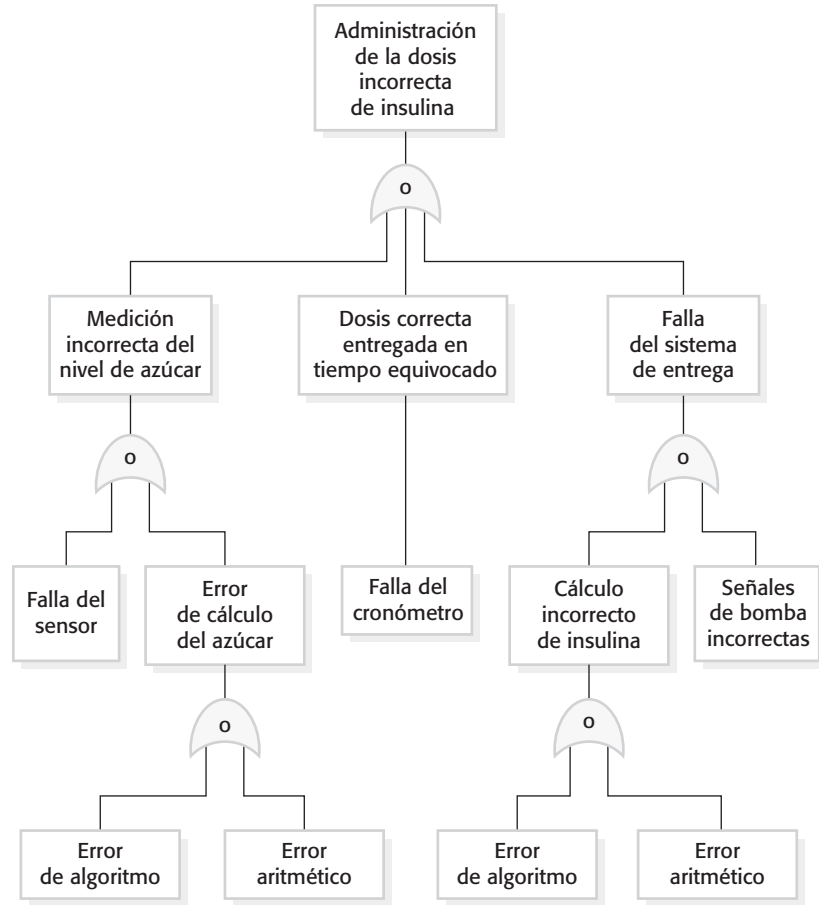 Administración
de la dosis
incorrecta
de insulina
o
Medición
incorrecta del
nivel de azúcar
Dosis correcta
entregada en
tiempo equivocado
Falla
del sistema
de entrega
o
o
Falla del
sensor
Error
de cálculo
del azúcar
Falla del
cronómetro
Cálculo
incorrecto
de insulina
Señales
de bomba
incorrectas
o
o
Error
de algoritmo
Error
aritmético
Error
de algoritmo
Error
aritmético